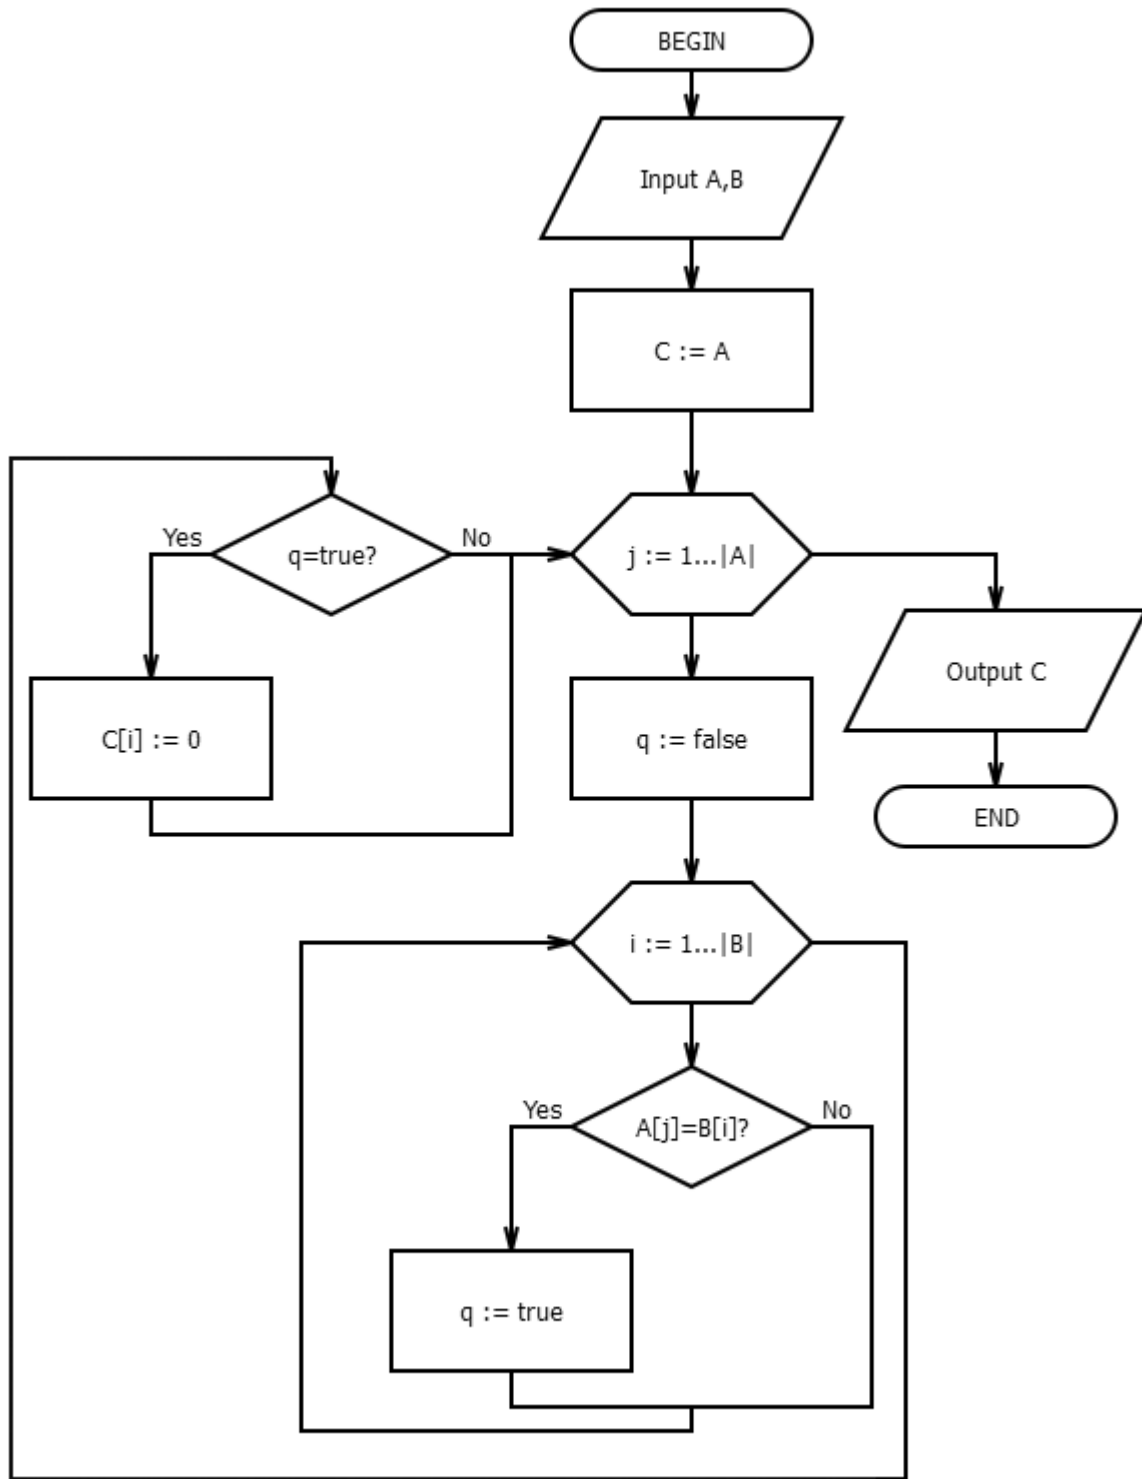 BEGIN
Input A,B
C := A
Yes
q=true?
No
j := 1...|A|
C[i] := 0
q := false
Output C
END
i := 1...|B|
Yes
A[j]=B[i]?
No
q := true